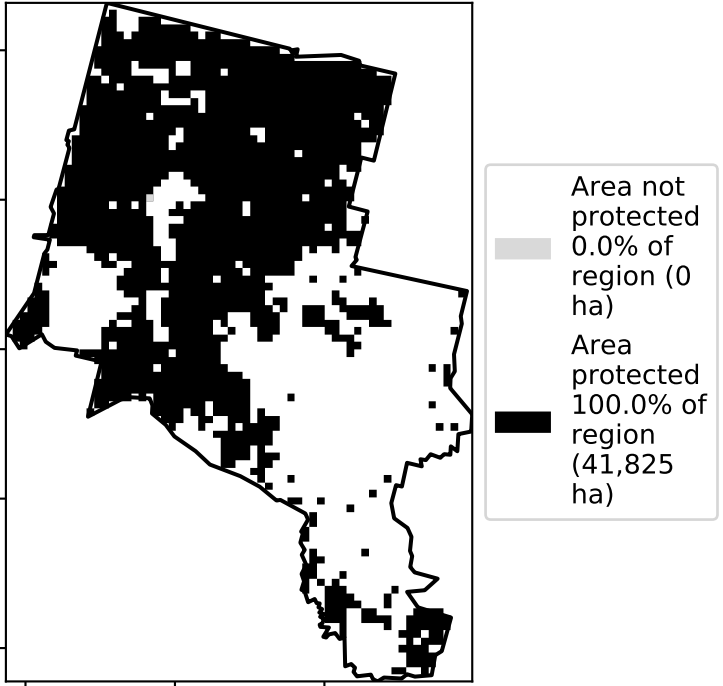 Area not
protected
0.0% of
region (0
ha)
Area
protected
100.0% of
region
(41,825
ha)